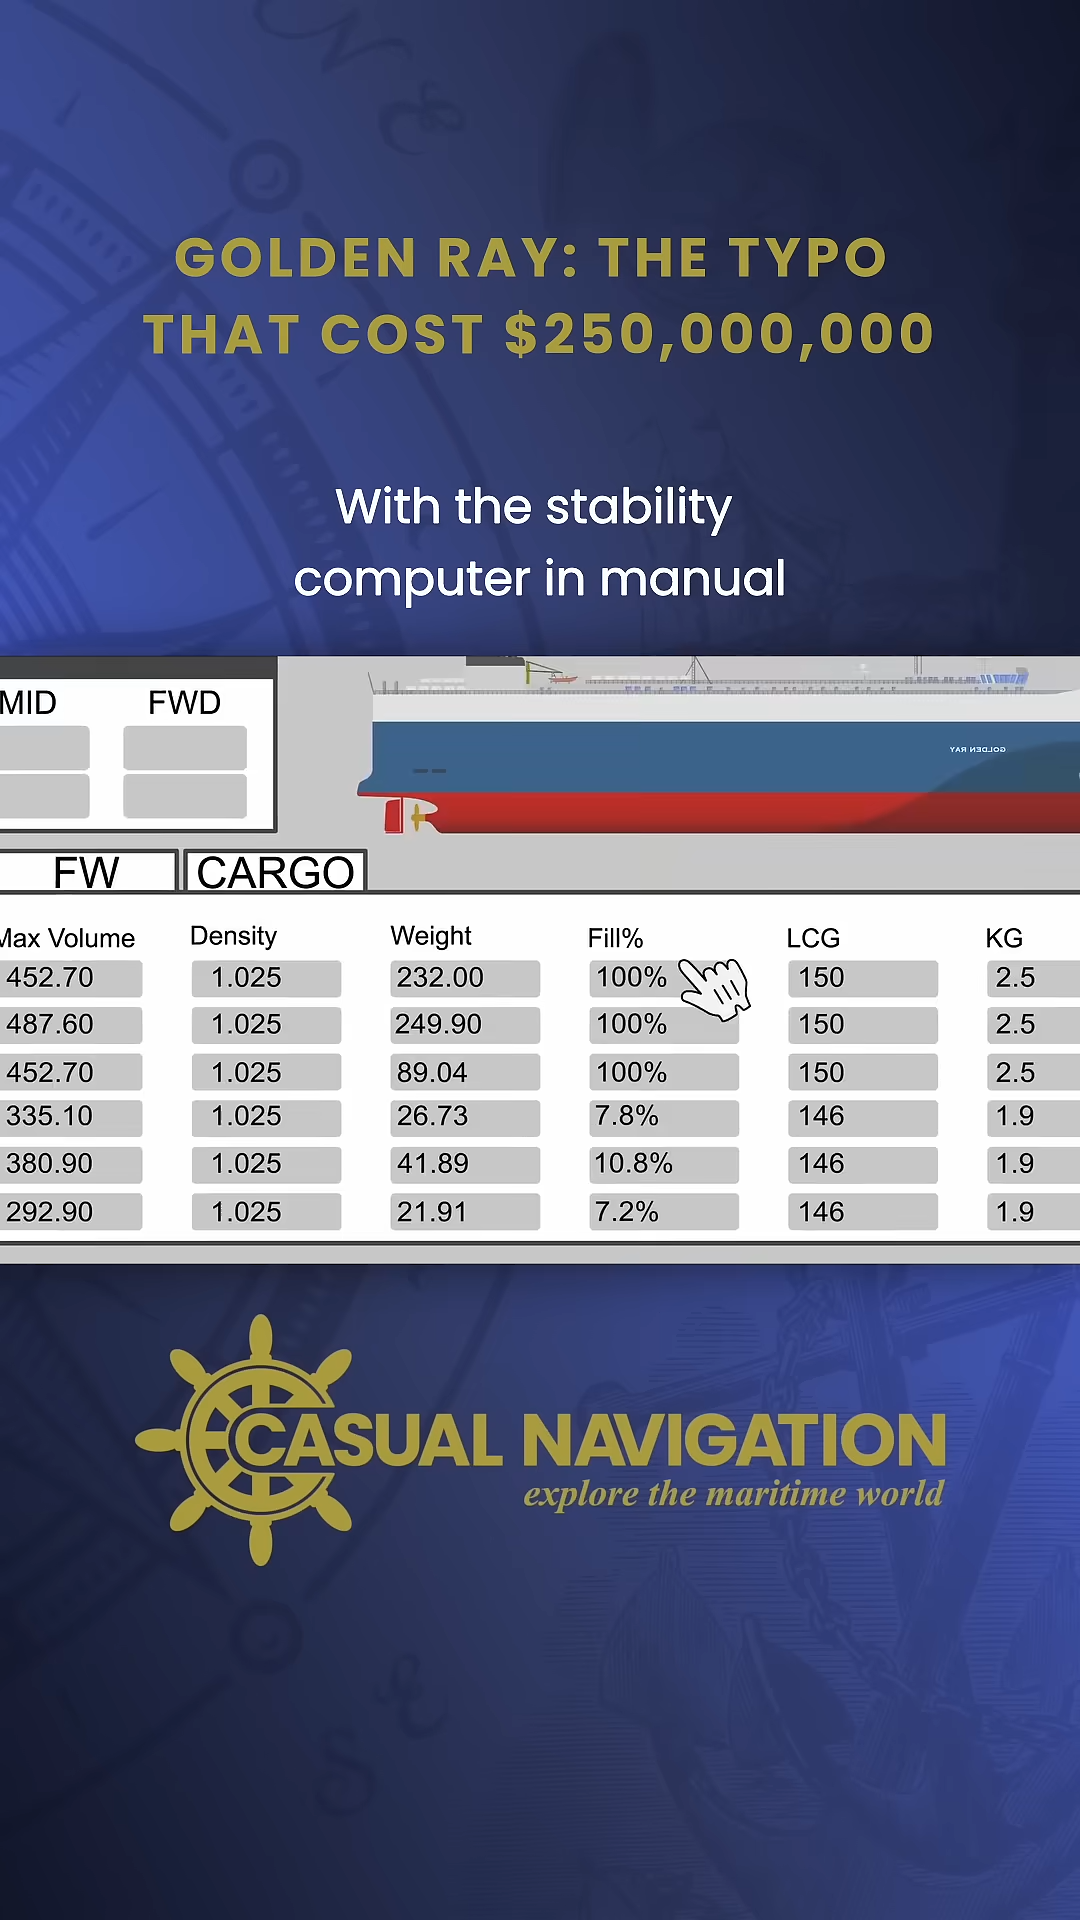 GOLDEN RAY: THE TYPO
THAT COST $250,000,000
With the stability
computer in manual
MID FWD
GOLDEN RAY
FW CARGO
Max Volume Density Weight Fill% LCG KG
452.70 1.025 232.00 100% 150 2.5
487.60 1.025 249.90 100% 150 2.5
452.70 1.025 89.04 100% 150 2.5
335.10 1.025 26.73 7.8% 146 1.9
380.90 1.025 41.89 10.8% 146 1.9
292.90 1.025 21.91 7.2% 146 1.9
CASUAL NAVIGATION
explore the maritime world
N
E
S
E